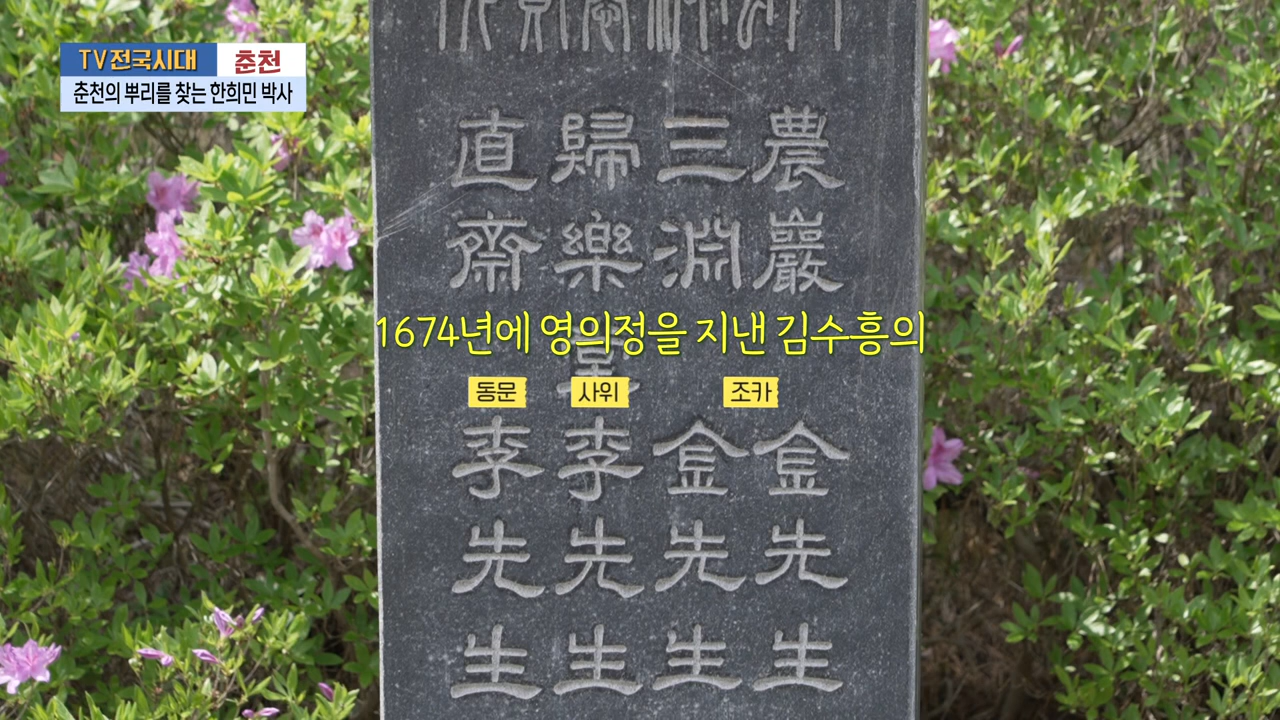 TV전국시대 춘천
춘천의 뿌리를 찾는 한희민 박사
農巖金先生
三淵金先生
歸樂堂李先生
直齋李先生
1674년에 영의정을 지낸 김수흥의
동문 사위 조카